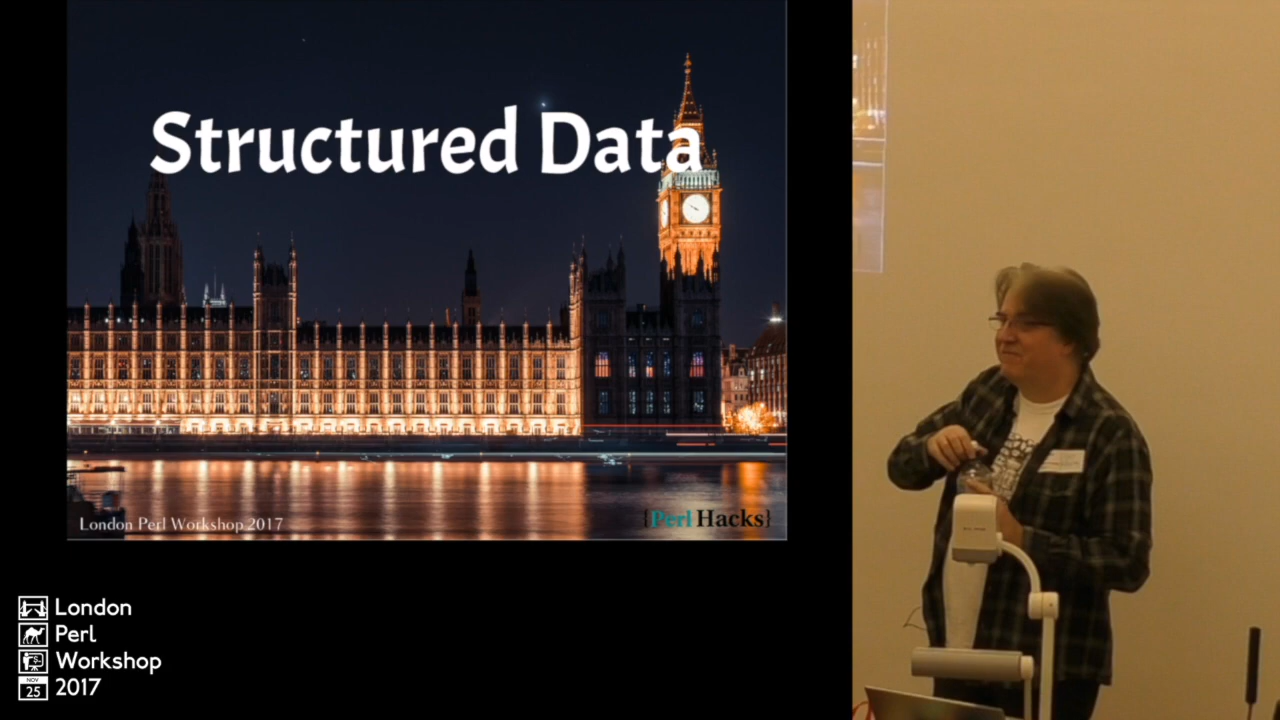 Structured Data
London Perl Workshop 2017
{Perl Hacks}
London
Perl
Workshop
NOV
25
2017